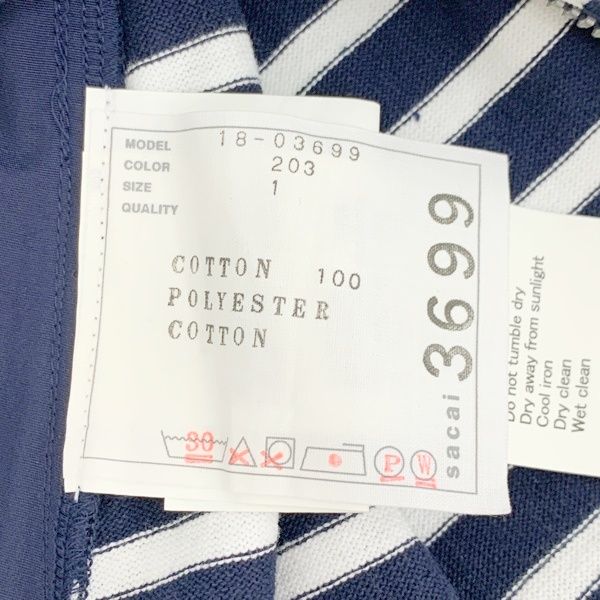 MODEL 18-03699
COLOR 203
SIZE 1
QUALITY
COTTON 100
POLYESTER
COTTON
30
P
W
sacai 3699
Do not tumble dry
Dry away from sunlight
Cool iron
Dry clean
Wet clean